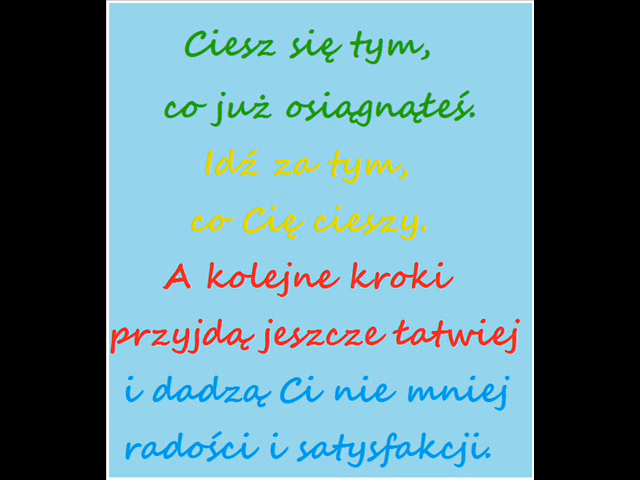 Ciesz się tym,
co już osiągnąłeś.
Idź za tym,
co Cię cieszy.
A kolejne kroki
przyjdą jeszcze łatwiej
i dadzą Ci nie mniej
radości i satysfakcji.